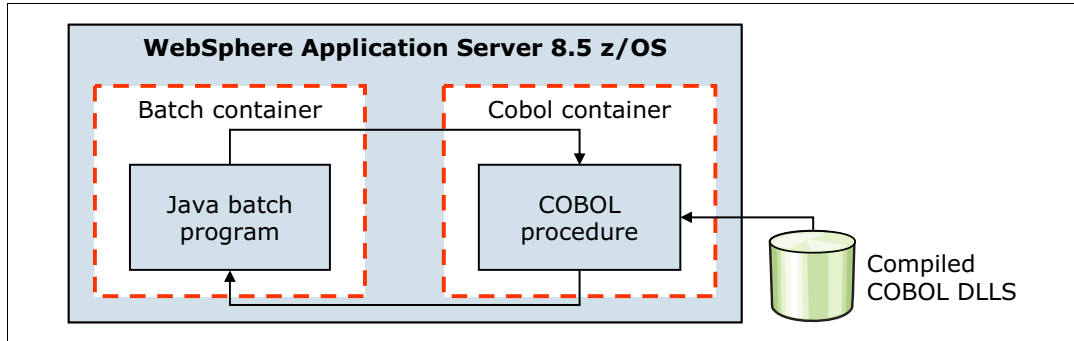 WebSphere Application Server 8.5 z/OS
Batch container
Cobol container
Java batch
program
COBOL
procedure
Compiled
COBOL DLLS